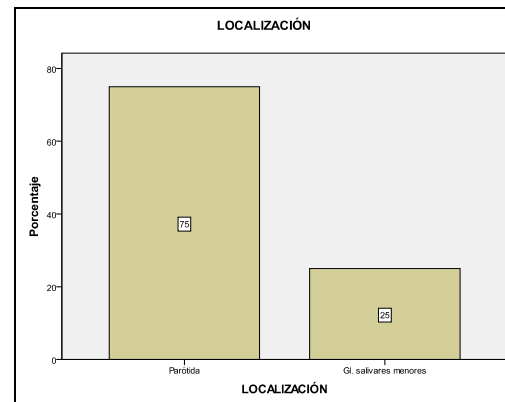 LOCALIZACIÓN
80
60
40
20
0
Porcentaje
75
25
Parótida
Gl. salivares menores
LOCALIZACIÓN